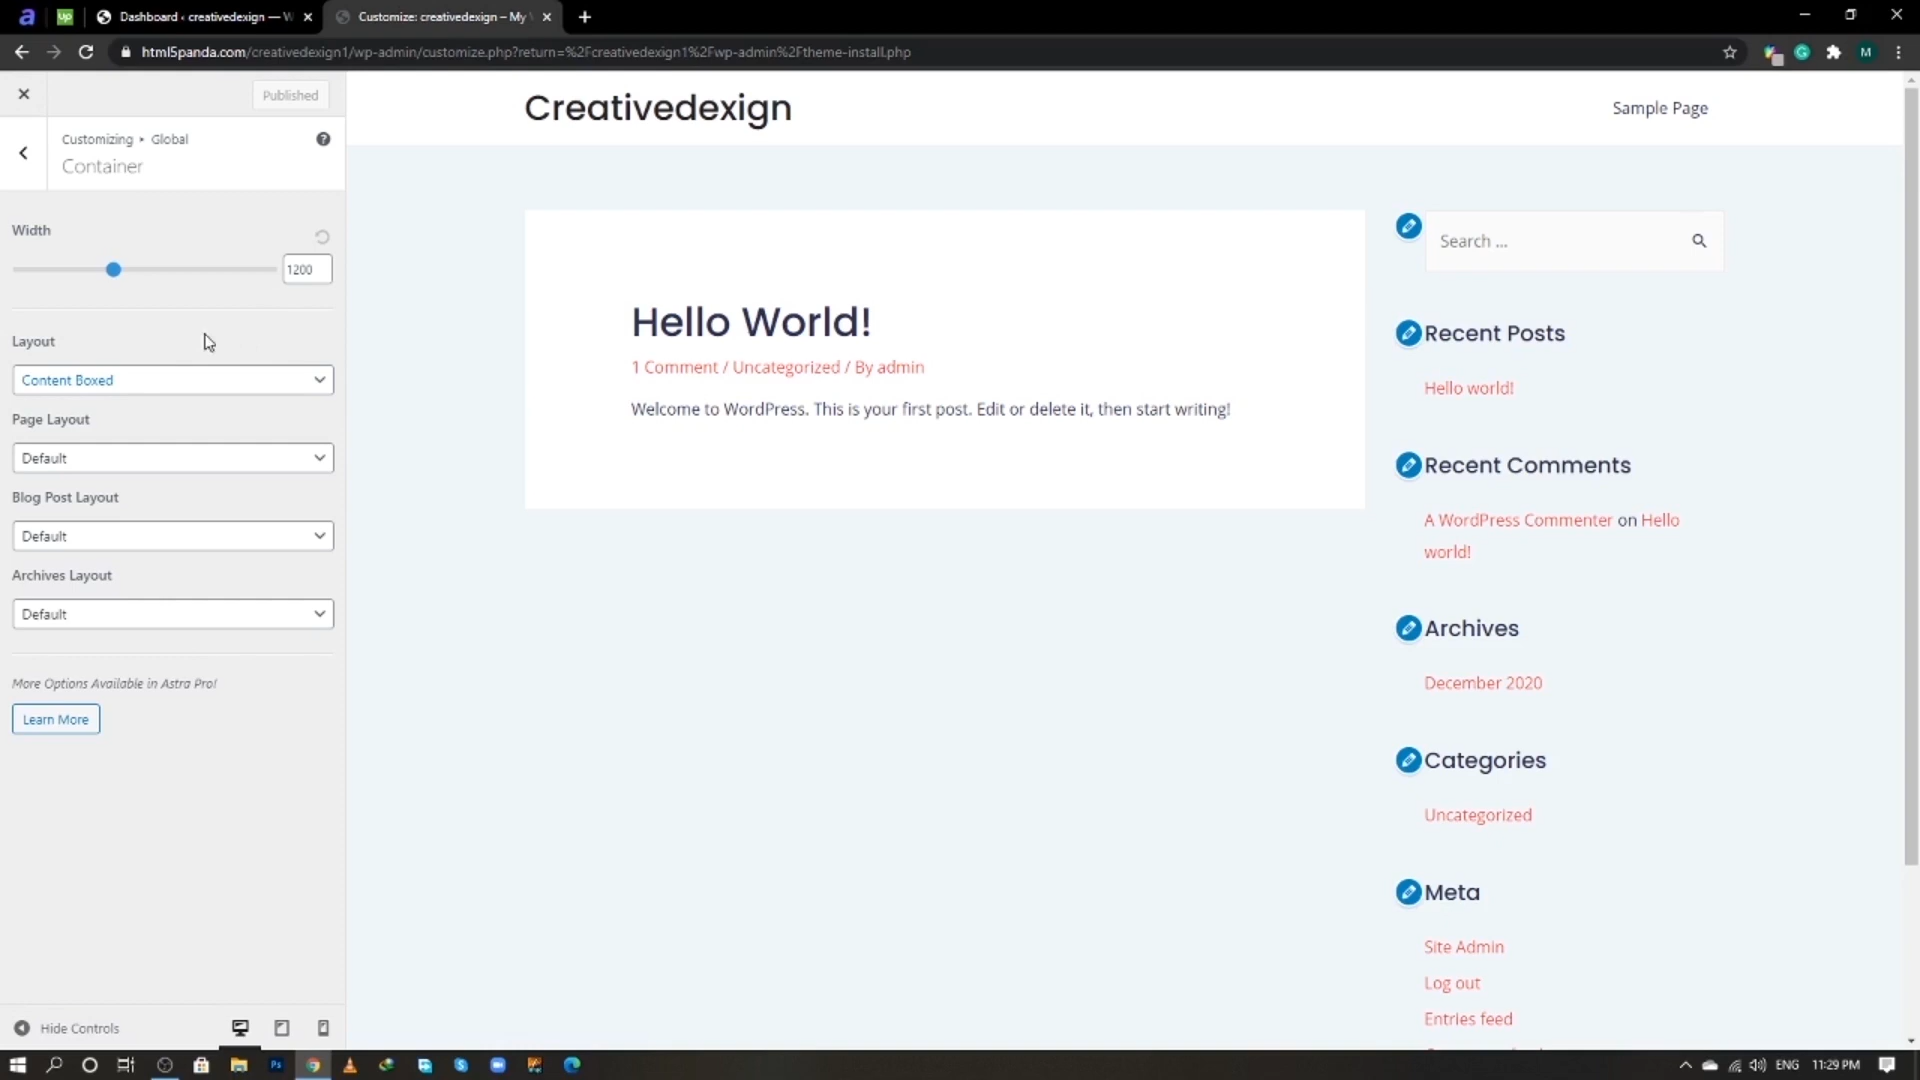 Dashboard ‹ creativedexign — W
Customize: creativedexign – My
html5panda.com/creativedexign1/wp-admin/customize.php?return=%2Fcreativedexign1%2Fwp-admin%2Ftheme-install.php
M
Published
Customizing ▸ Global
Container
Width
1200
Layout
Content Boxed
Page Layout
Default
Blog Post Layout
Default
Archives Layout
Default
More Options Available in Astra Pro!
Learn More
Hide Controls
Creativedexign
Sample Page
Hello World!
1 Comment / Uncategorized / By admin
Welcome to WordPress. This is your first post. Edit or delete it, then start writing!
Search ...
Recent Posts
Hello world!
Recent Comments
A WordPress Commenter on Hello
world!
Archives
December 2020
Categories
Uncategorized
Meta
Site Admin
Log out
Entries feed
ENG
11:29 PM